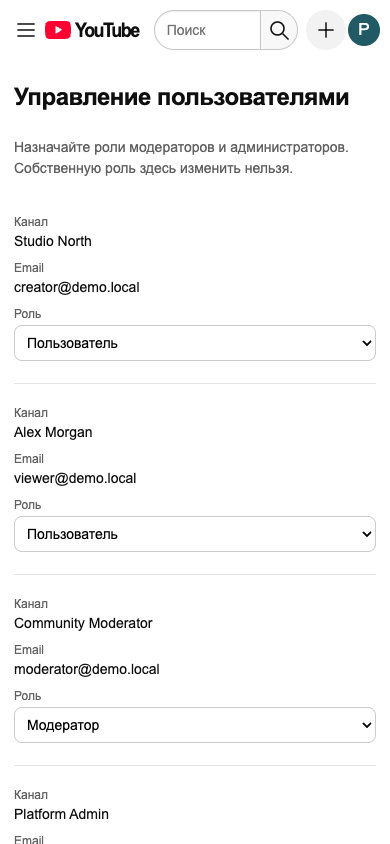 YouTube
Поиск
P
Управление пользователями
Назначайте роли модераторов и администраторов.
Собственную роль здесь изменить нельзя.
Канал
Studio North
Email
creator@demo.local
Роль
Пользователь
Канал
Alex Morgan
Email
viewer@demo.local
Роль
Пользователь
Канал
Community Moderator
Email
moderator@demo.local
Роль
Модератор
Канал
Platform Admin
Email